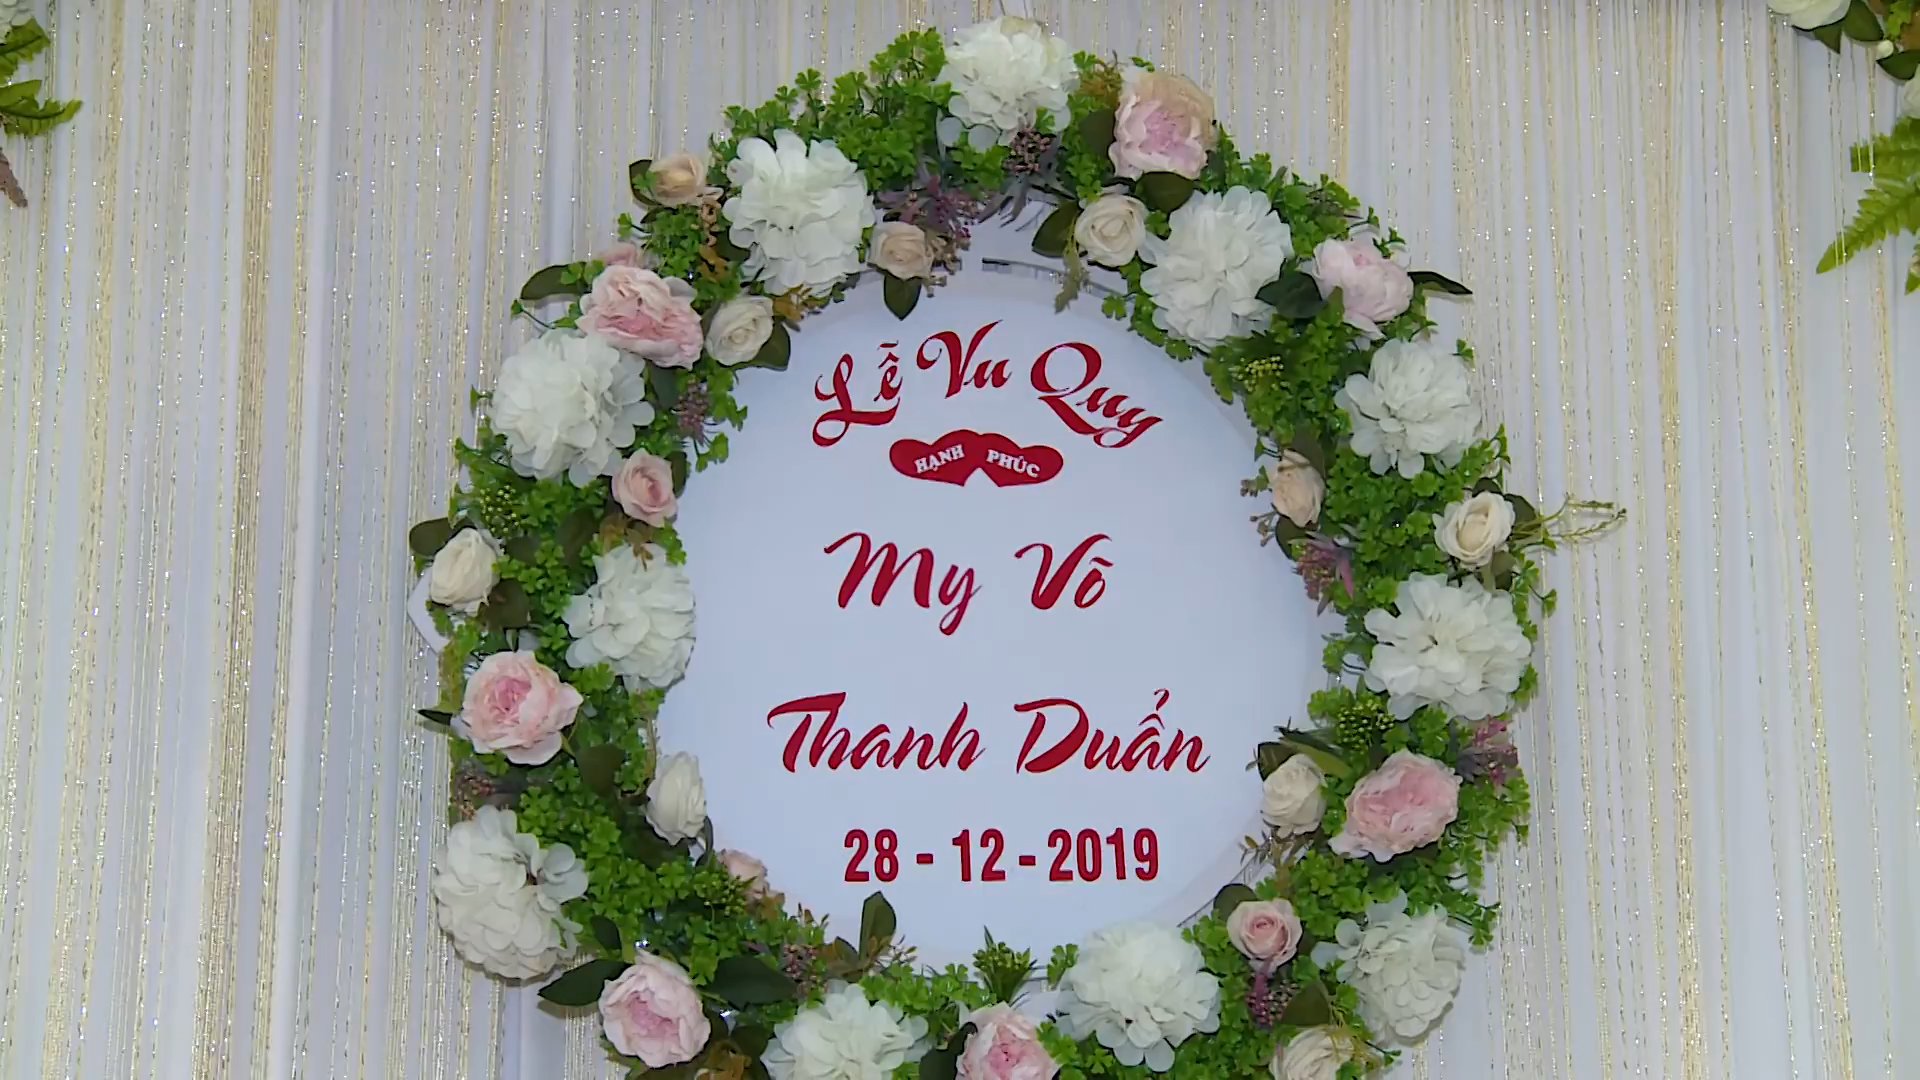 Lễ Vu Quy
HẠNH PHÚC
My Võ
Thanh Duẩn
28 - 12 - 2019